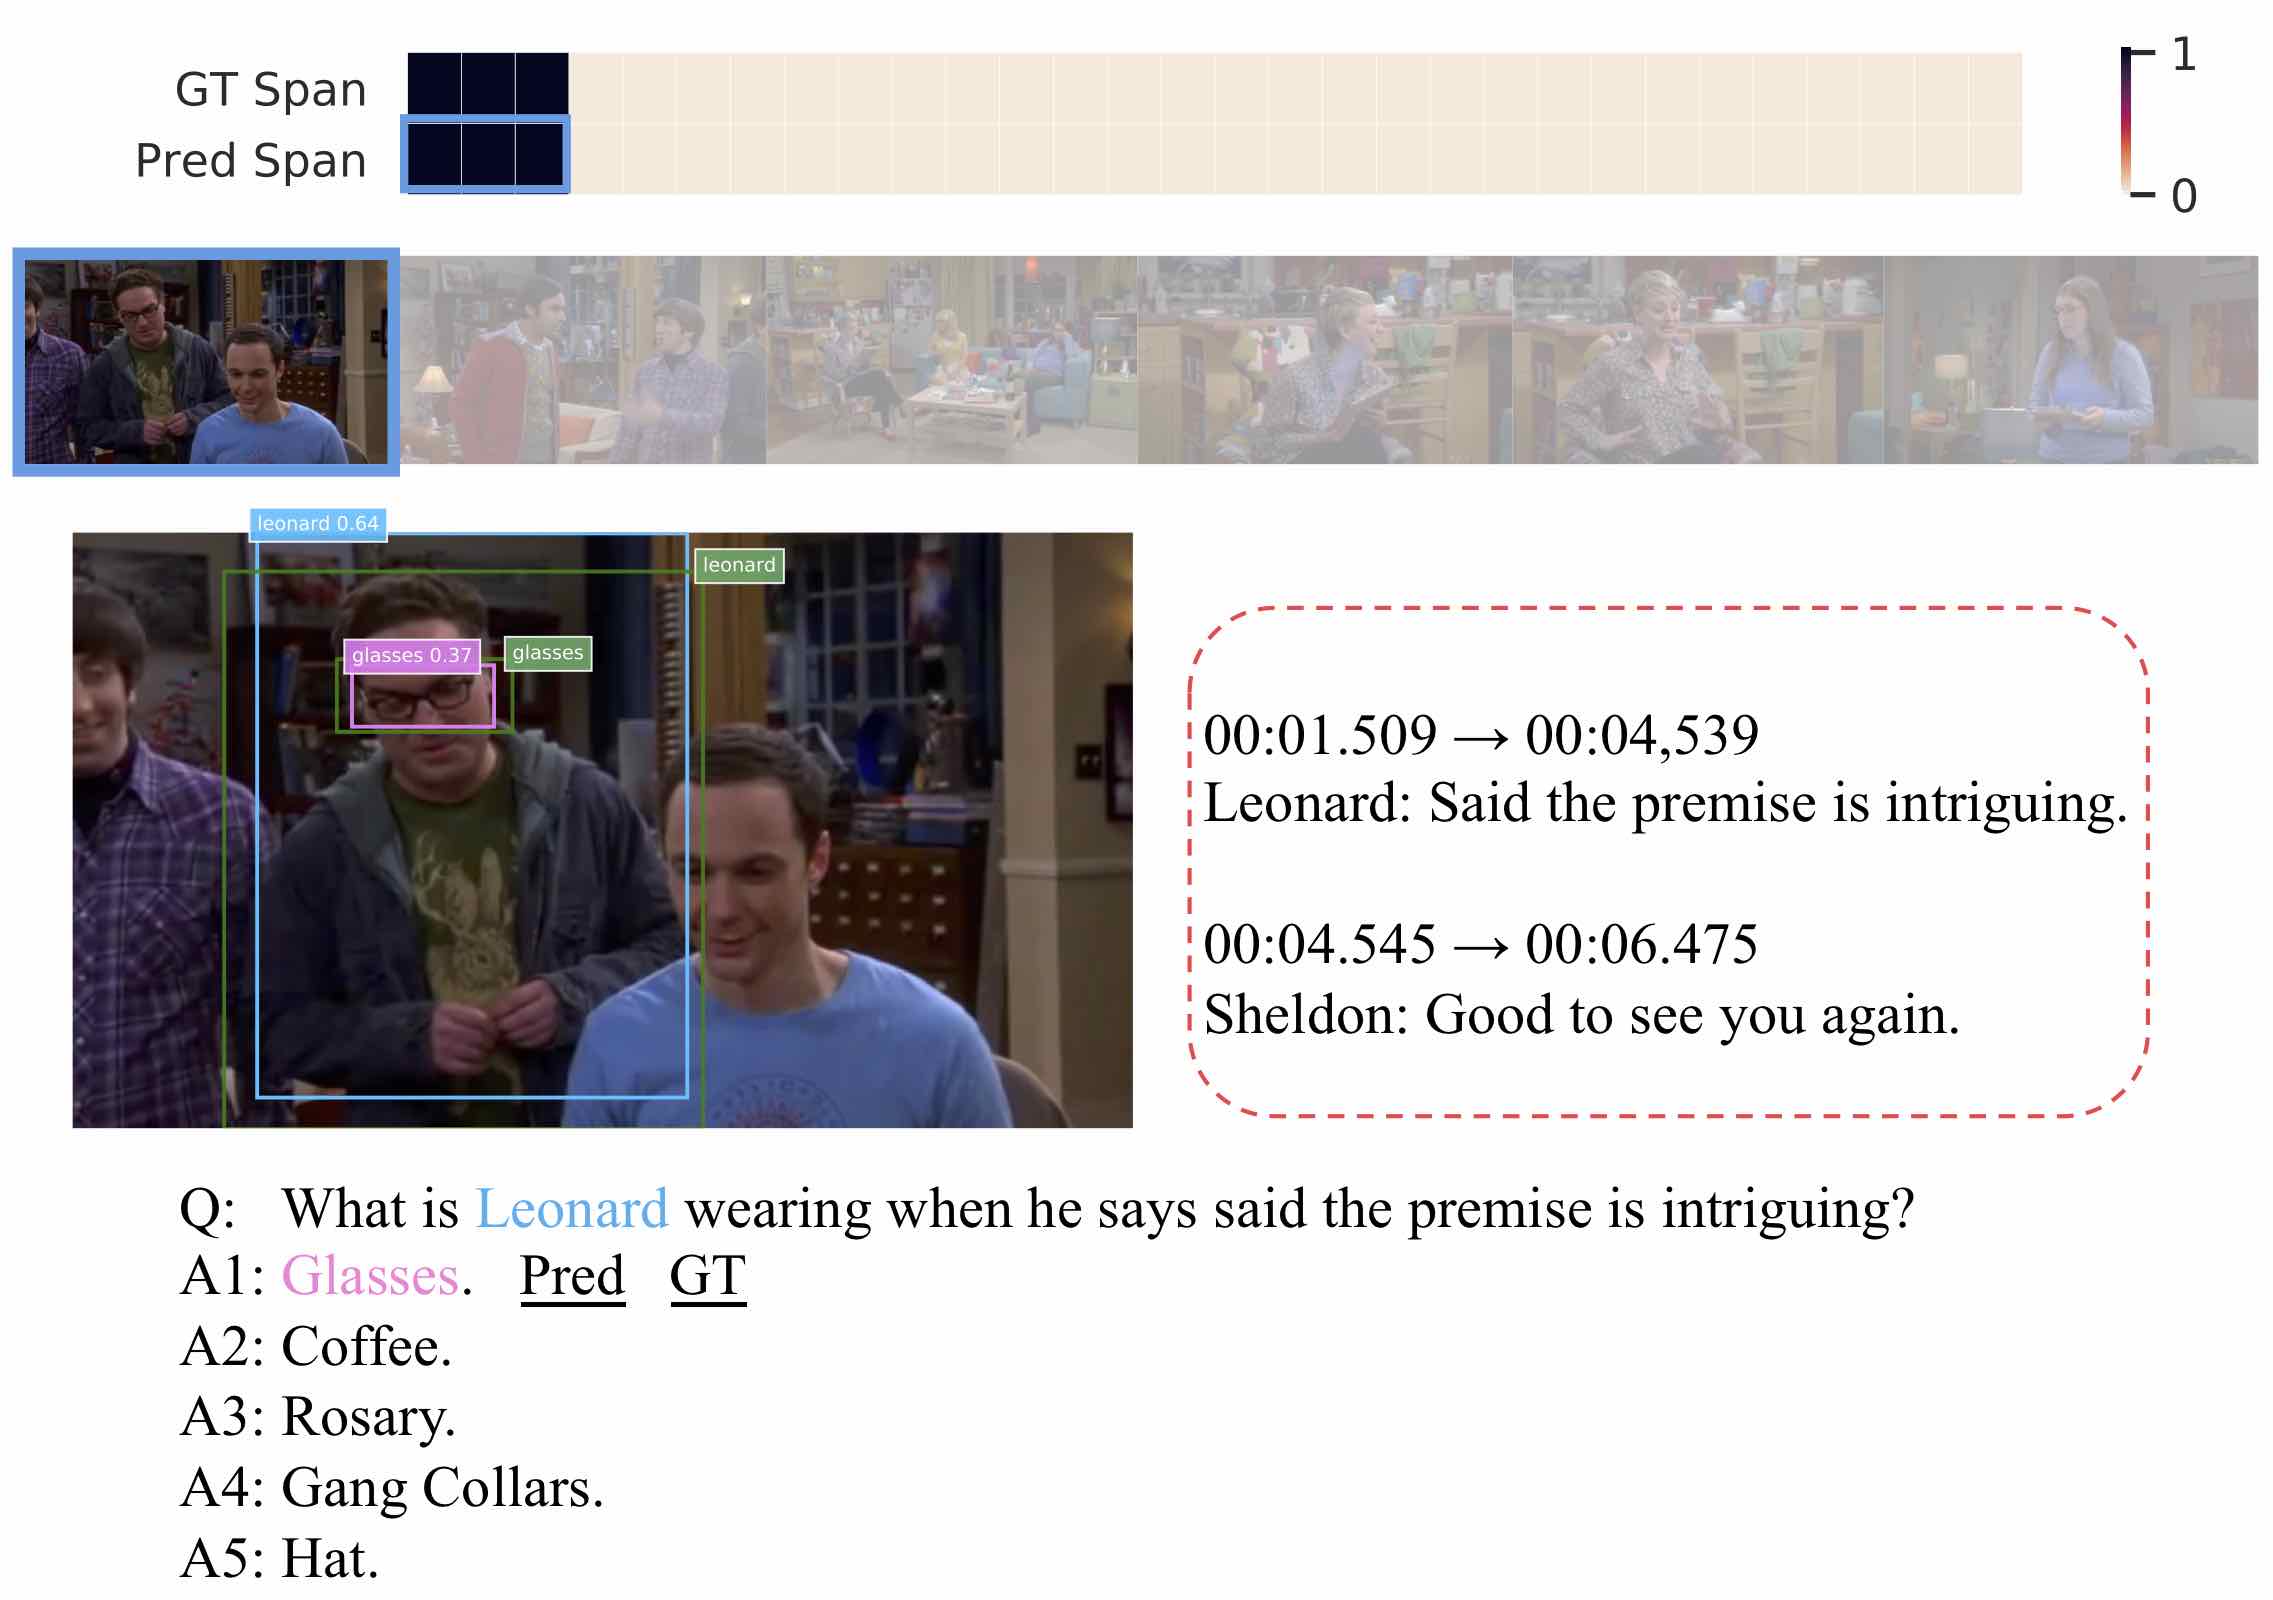 GT Span
Pred Span
1
0
leonard 0.64
leonard
glasses 0.37
glasses
00:01.509 → 00:04,539
Leonard: Said the premise is intriguing.
00:04.545 → 00:06.475
Sheldon: Good to see you again.
Q: What is Leonard wearing when he says said the premise is intriguing?
A1: Glasses. Pred GT
A2: Coffee.
A3: Rosary.
A4: Gang Collars.
A5: Hat.